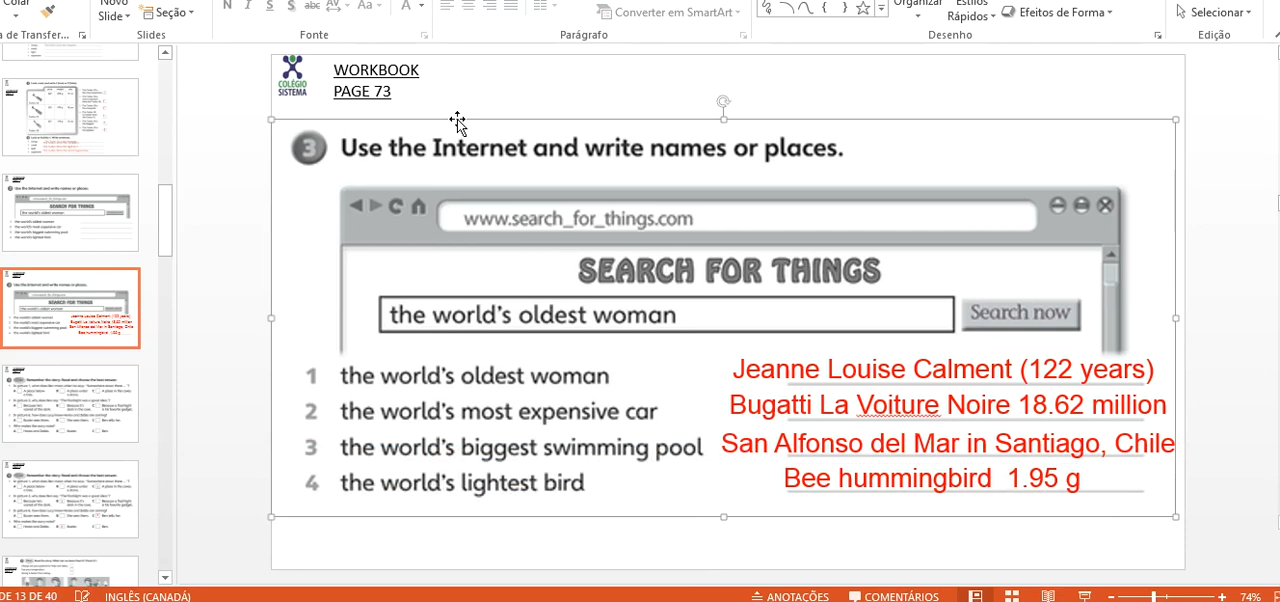 Colar
Novo
Slide
Seção
N I S S abc AV Aa A
Converter em SmartArt
Organizar
Estilos
Rápidos
Efeitos de Forma
Selecionar
a de Transfer...
Slides
Fonte
Parágrafo
Desenho
Edição
COLÉGIO
SISTEMA
WORKBOOK
PAGE 73
3 Use the Internet and write names or places.
www.search_for_things.com
SEARCH FOR THINGS
the world's oldest woman
Search now
1 the world's oldest woman Jeanne Louise Calment (122 years)
2 the world's most expensive car Bugatti La Voiture Noire 18.62 million
3 the world's biggest swimming pool San Alfonso del Mar in Santiago, Chile
4 the world's lightest bird Bee hummingbird 1.95 g
DE 13 DE 40
INGLÊS (CANADÁ)
ANOTAÇÕES
COMENTÁRIOS
74%